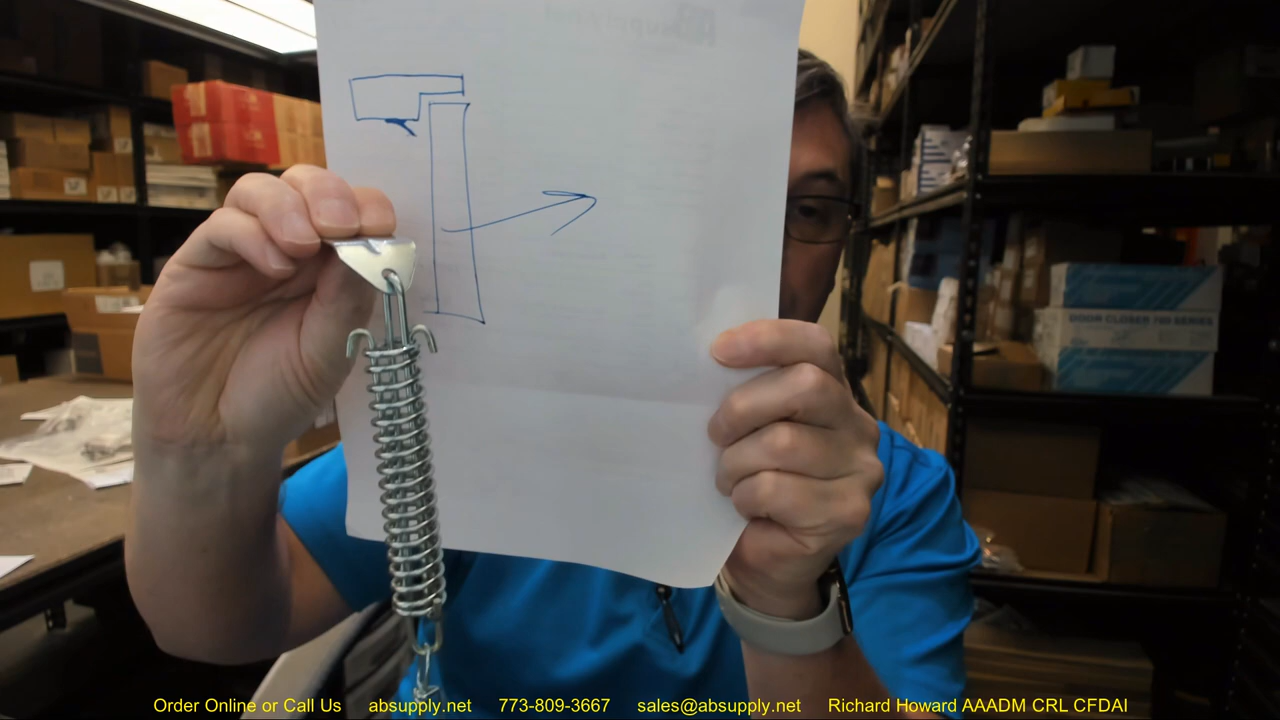 DOOR CLOSER 700 SERIES
Order Online or Call Us absupply.net 773-809-3667 sales@absupply.net Richard Howard AAADM CRL CFDAI